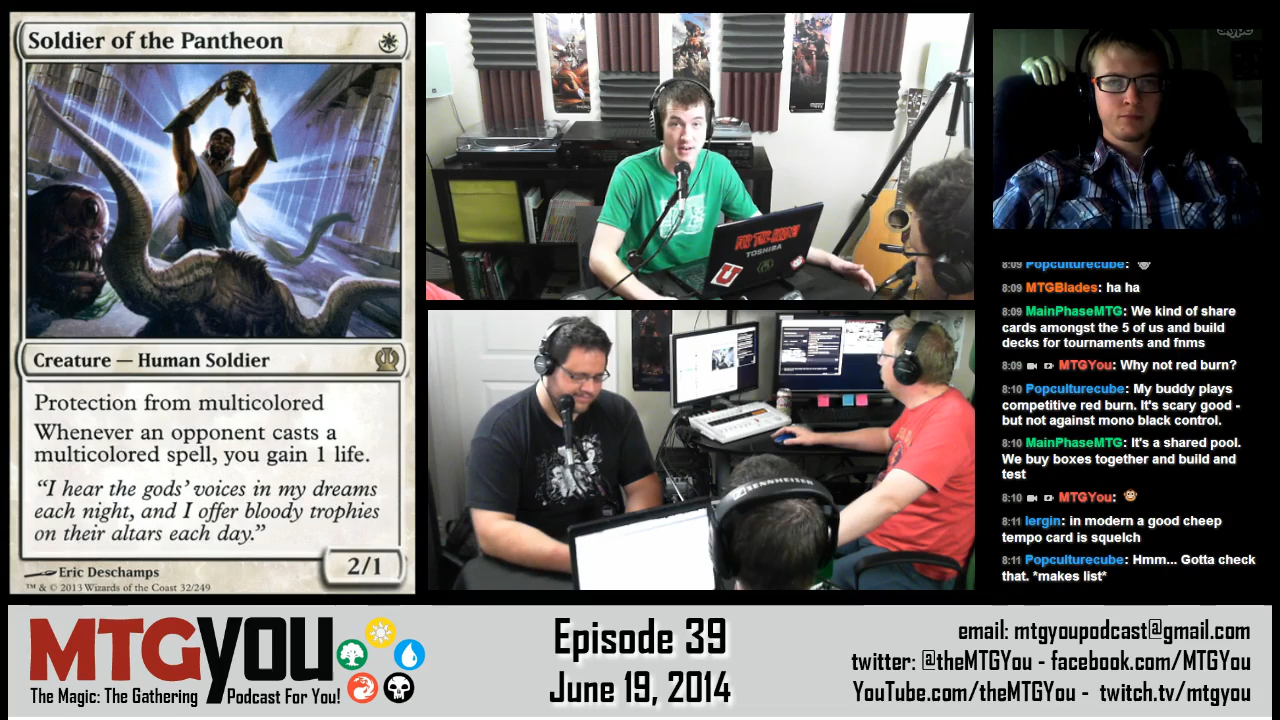 Soldier of the Pantheon
Creature — Human Soldier
Protection from multicolored
Whenever an opponent casts a
multicolored spell, you gain 1 life.
“I hear the gods’ voices in my dreams
each night, and I offer bloody trophies
on their altars each day.”
2/1
Eric Deschamps
™ & © 2013 Wizards of the Coast 32/249
TOSHIBA
U
SENNHEISER
skype
8:09 Popculturecube:
8:09 MTGBlades: ha ha
8:09 MainPhaseMTG: We kind of share
cards amongst the 5 of us and build
decks for tournaments and fnms
8:09 MTGYou: Why not red burn?
8:10 Popculturecube: My buddy plays
competitive red burn. It's scary good -
but not against mono black control.
8:10 MainPhaseMTG: It's a shared pool.
We buy boxes together and build and
test
8:10 MTGYou:
8:11 lergin: in modern a good cheep
tempo card is squelch
8:11 Popculturecube: Hmm... Gotta check
that. *makes list*
MTGYOU
The Magic: The Gathering Podcast For You!
Episode 39
June 19, 2014
email: mtgyoupodcast@gmail.com
twitter: @theMTGYou - facebook.com/MTGYou
YouTube.com/theMTGYou - twitch.tv/mtgyou